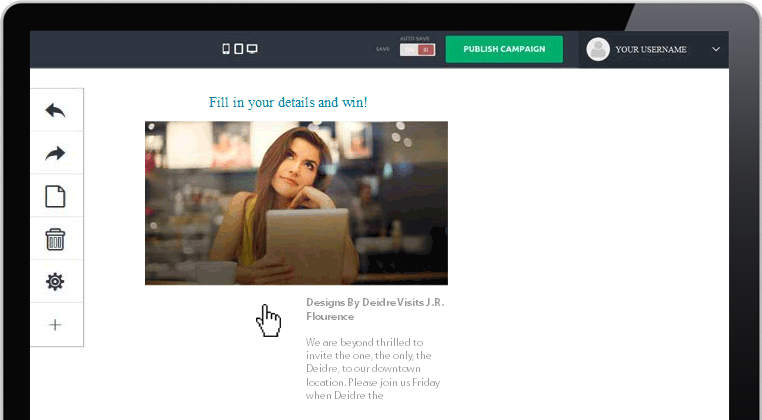 AUTO SAVE
SAVE
PUBLISH CAMPAIGN
YOUR USERNAME
Fill in your details and win!
Designs By Deidre Visits J.R.
Flourence
We are beyond thrilled to
invite the one, the only, the
Deidre, to our downtown
location. Please join us Friday
when Deidre the